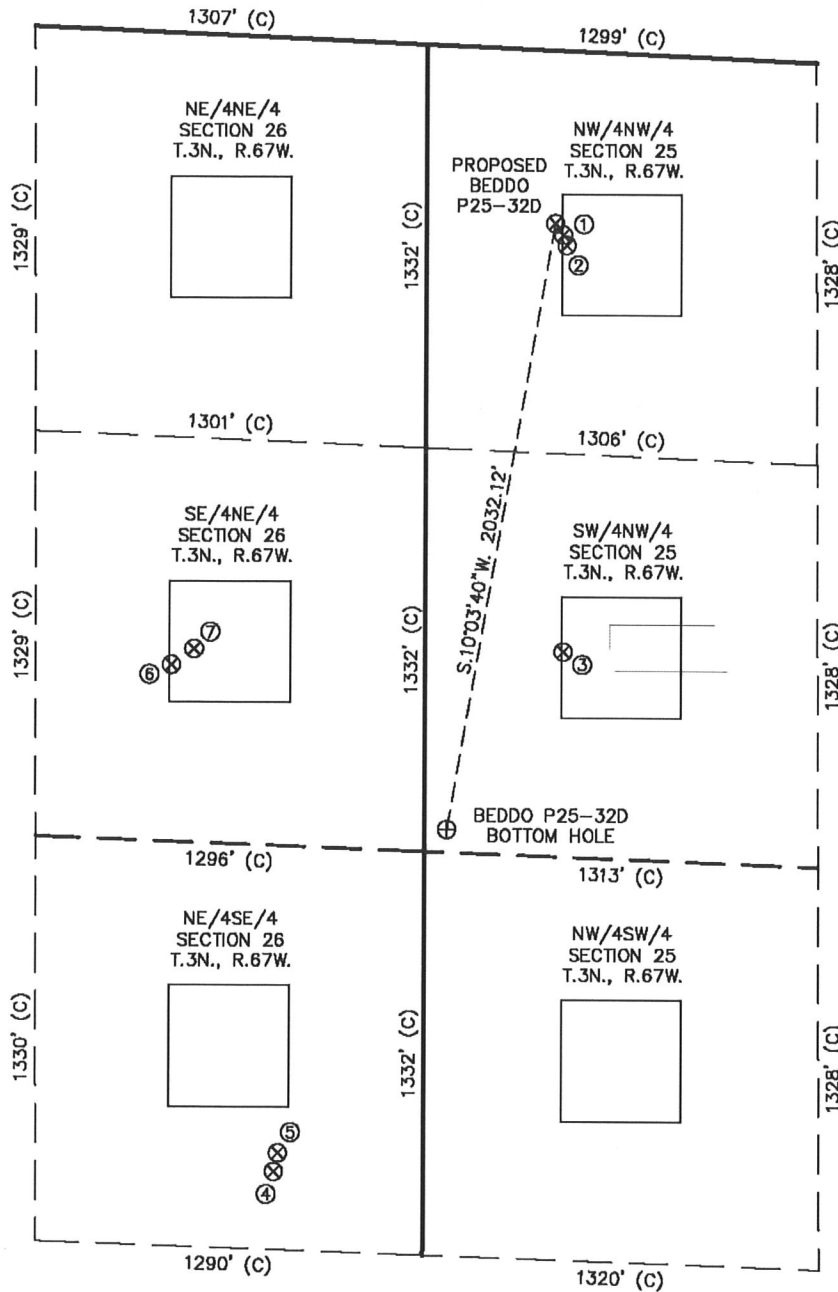 1307' (C)
1299' (C)
NE/4NE/4
SECTION 26
T.3N., R.67W.
NW/4NW/4
SECTION 25
T.3N., R.67W.
PROPOSED
BEDDO
P25-32D
①
②
1329' (C)
1332' (C)
1328' (C)
1301' (C)
1306' (C)
S.10°03'40"W. 2032.12'
SE/4NE/4
SECTION 26
T.3N., R.67W.
SW/4NW/4
SECTION 25
T.3N., R.67W.
⑦
⑥
③
1329' (C)
1332' (C)
1328' (C)
BEDDO P25-32D
BOTTOM HOLE
1296' (C)
1313' (C)
NE/4SE/4
SECTION 26
T.3N., R.67W.
NW/4SW/4
SECTION 25
T.3N., R.67W.
1330' (C)
1332' (C)
1328' (C)
⑤
④
1290' (C)
1320' (C)